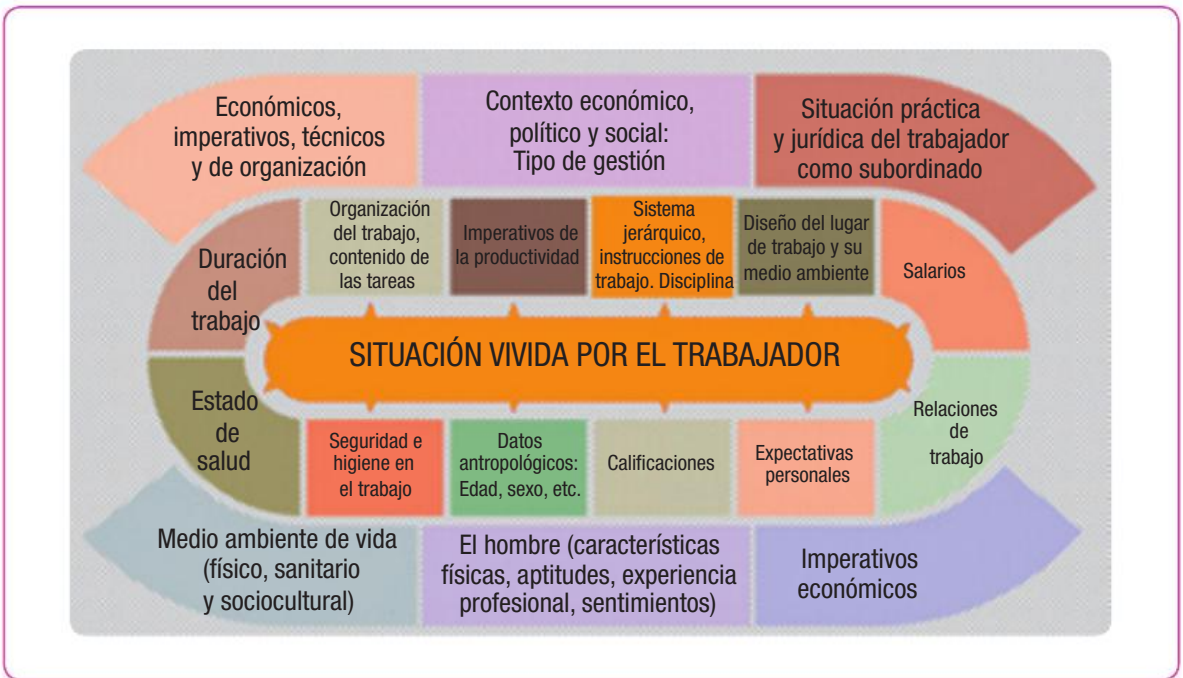 Económicos,
imperativos, técnicos
y de organización
Contexto económico,
político y social:
Tipo de gestión
Situación práctica
y jurídica del trabajador
como subordinado
Duración
del
trabajo
Organización
del trabajo,
contenido de
las tareas
Imperativos de
la productividad
Sistema
jerárquico,
instrucciones de
trabajo. Disciplina
Diseño del lugar
de trabajo y su
medio ambiente
Salarios
SITUACIÓN VIVIDA POR EL TRABAJADOR
Estado
de
salud
Seguridad e
higiene en
el trabajo
Datos
antropológicos:
Edad, sexo, etc.
Calificaciones
Expectativas
personales
Relaciones
de
trabajo
Medio ambiente de vida
(físico, sanitario
y sociocultural)
El hombre (características
físicas, aptitudes, experiencia
profesional, sentimientos)
Imperativos
económicos